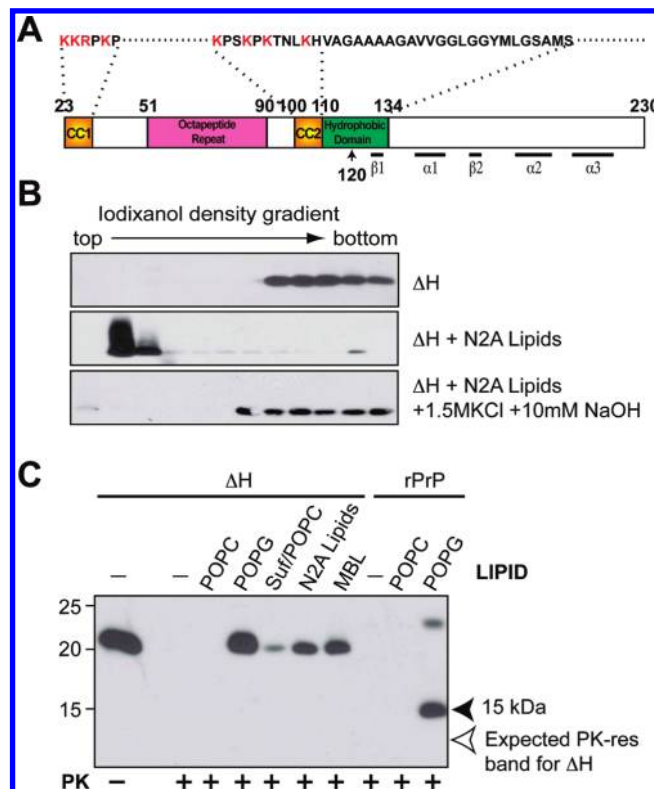 A
KKRPKP KPSKPKTNLKHVAGAAAAGAVVGGLGGYMLGSAMS
23 51 90 100 110 134 230
CC1 Octapeptide Repeat CC2 Hydrophobic Domain
120 β1 α1 β2 α2 α3
B
Iodixanol density gradient
top bottom
ΔH
ΔH + N2A Lipids
ΔH + N2A Lipids
+1.5MKCl +10mM NaOH
C
ΔH rPrP
– – POPC POPG Suf/POPC N2A Lipids MBL – POPC POPG LIPID
25
20
15
15 kDa
Expected PK-res
band for ΔH
PK – + + + + + + + + +